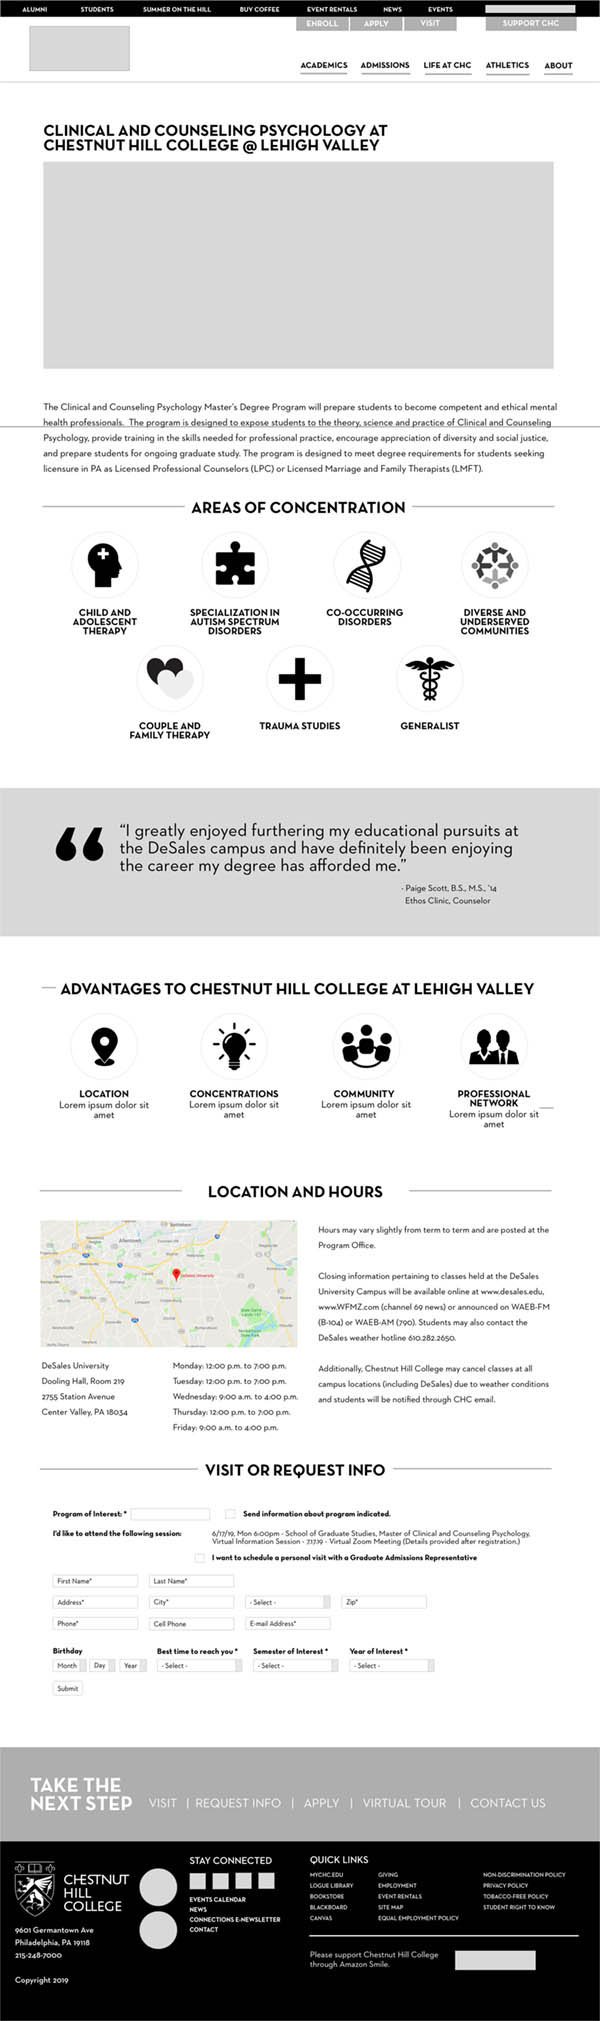 ALUMNI STUDENTS SUMMER ON THE HILL BUY COFFEE EVENT RENTALS NEWS EVENTS
ENROLL APPLY VISIT SUPPORT CHC
ACADEMICS ADMISSIONS LIFE AT CHC ATHLETICS ABOUT
CLINICAL AND COUNSELING PSYCHOLOGY AT
CHESTNUT HILL COLLEGE @ LEHIGH VALLEY
The Clinical and Counseling Psychology Master's Degree Program will prepare students to become competent and ethical mental
health professionals. The program is designed to expose students to the theory, science and practice of Clinical and Counseling
Psychology, provide training in the skills needed for professional practice, encourage appreciation of diversity and social justice,
and prepare students for ongoing graduate study. The program is designed to meet degree requirements for students seeking
licensure in PA as Licensed Professional Counselors (LPC) or Licensed Marriage and Family Therapists (LMFT).
AREAS OF CONCENTRATION
CHILD AND
ADOLESCENT
THERAPY
SPECIALIZATION IN
AUTISM SPECTRUM
DISORDERS
CO-OCCURRING
DISORDERS
DIVERSE AND
UNDERSERVED
COMMUNITIES
COUPLE AND
FAMILY THERAPY
TRAUMA STUDIES
GENERALIST
“I greatly enjoyed furthering my educational pursuits at
the DeSales campus and have definitely been enjoying
the career my degree has afforded me.”
- Paige Scott, B.S., M.S., '14
Ethos Clinic, Counselor
ADVANTAGES TO CHESTNUT HILL COLLEGE AT LEHIGH VALLEY
LOCATION
Lorem ipsum dolor sit
amet
CONCENTRATIONS
Lorem ipsum dolor sit
amet
COMMUNITY
Lorem ipsum dolor sit
amet
PROFESSIONAL
NETWORK
Lorem ipsum dolor sit
amet
LOCATION AND HOURS
Bethlehem
Allentown
DeSales University
DeSales University
Dooling Hall, Room 219
2755 Station Avenue
Center Valley, PA 18034
Monday: 12:00 p.m. to 7:00 p.m.
Tuesday: 12:00 p.m. to 7:00 p.m.
Wednesday: 9:00 a.m. to 4:00 p.m.
Thursday: 12:00 p.m. to 7:00 p.m.
Friday: 9:00 a.m. to 4:00 p.m.
Hours may vary slightly from term to term and are posted at the
Program Office.
Closing information pertaining to classes held at the DeSales
University Campus will be available online at www.desales.edu,
www.WFMZ.com (channel 69 news) or announced on WAEB-FM
(B-104) or WAEB-AM (790). Students may also contact the
DeSales weather hotline 610.282.2650.
Additionally, Chestnut Hill College may cancel classes at all
campus locations (including DeSales) due to weather conditions
and students will be notified through CHC email.
VISIT OR REQUEST INFO
Program of Interest: * Send information about program indicated.
I'd like to attend the following session: 6/17/19, Mon 6:00pm - School of Graduate Studies, Master of Clinical and Counseling Psychology,
Virtual Information Session - 7.17.19 - Virtual Zoom Meeting (Details provided after registration.)
I want to schedule a personal visit with a Graduate Admissions Representative
First Name* Last Name*
Address* City* - Select - Zip*
Phone* Cell Phone E-mail Address*
Birthday Best time to reach you * Semester of Interest * Year of Interest *
Month Day Year - Select - - Select - - Select -
Submit
TAKE THE
NEXT STEP
VISIT | REQUEST INFO | APPLY | VIRTUAL TOUR | CONTACT US
CHESTNUT
HILL
COLLEGE
9601 Germantown Ave
Philadelphia, PA 19118
215-248-7000
Copyright 2019
STAY CONNECTED
EVENTS CALENDAR
NEWS
CONNECTIONS E-NEWSLETTER
CONTACT
QUICK LINKS
MYCHC.EDU
LOGUE LIBRARY
BOOKSTORE
BLACKBOARD
CANVAS
GIVING
EMPLOYMENT
EVENT RENTALS
SITE MAP
EQUAL EMPLOYMENT POLICY
NON-DISCRIMINATION POLICY
PRIVACY POLICY
TOBACCO-FREE POLICY
STUDENT RIGHT TO KNOW
Please support Chestnut Hill College
through Amazon Smile.